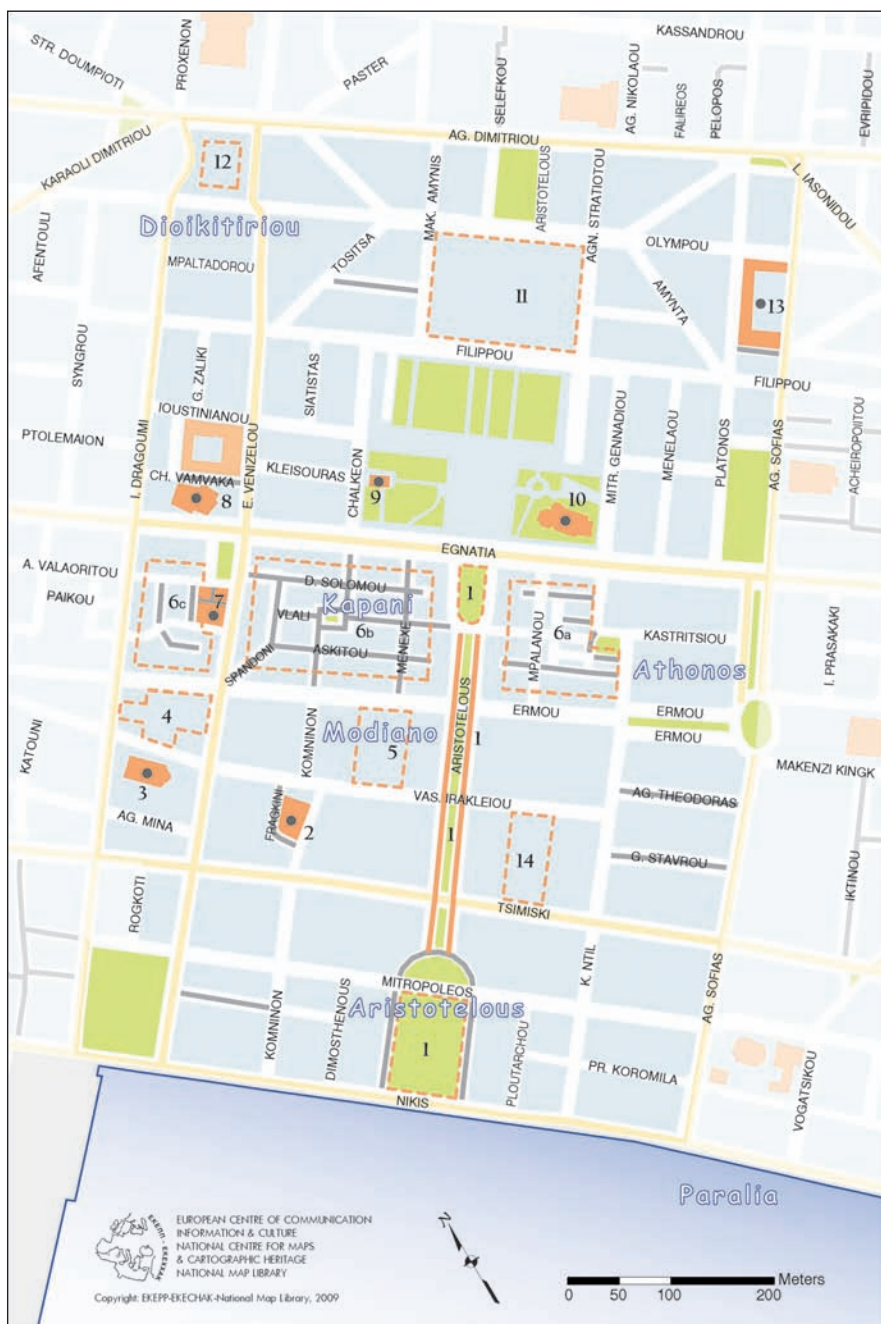 KASSANDROU
STR. DOUMPIOTI
PROXENON
PASTER
SELEFKOU
AG. NIKOLAOU
FALIREOS
PELOPOS
EVRIPIDOU
AG. DIMITRIOU
KARAOLI DIMITRIOU
12
L. IASONIDOU
MAK. AMYNIS
ARISTOTELOUS
AGN. STRATIOTOU
Dioikitiriou
AFENTOULI
MPALTADOROU
TOSITSA
OLYMPOU
11
AMYNTA
13
SYNGROU
G. ZALIKI
SIATISTAS
FILIPPOU
FILIPPOU
IOUSTINIANOU
PTOLEMAION
I. DRAGOUMI
E. VENIZELOU
KLEISOURAS
CHALKEON
MITR. GENNADIOU
MENELAOU
PLATONOS
AG. SOFIAS
ACHEIROPOIITOU
CH. VAMVAKA
8
9
10
EGNATIA
A. VALAORITOU
PAIKOU
6c
7
D. SOLOMOU
Kapani
VLALI
6b
ASKITOU
MENEXE
SPANDONI
1
MPALANOU
6a
KASTRITSIOU
Athonos
I. PRASAKAKI
4
KOMNINON
Modiano
5
ARISTOTELOUS
1
ERMOU
ERMOU
ERMOU
KATOUNI
MAKENZI KINGK
3
VAS. IRAKLEIOU
AG. THEODORAS
AG. MINA
FRAGKINI
2
1
14
G. STAVROU
IKTINOU
ROGKOTI
TSIMISKI
K. NTIL
AG. SOFIAS
MITROPOLEOS
Aristotelous
KOMNINON
DIMOSTHENOUS
1
PLOUTARCHOU
PR. KOROMILA
VOGATSIKOU
NIKIS
Paralia
EKEPP - EKEXXAK
EUROPEAN CENTRE OF COMMUNICATION
INFORMATION & CULTURE
NATIONAL CENTRE FOR MAPS
& CARTOGRAPHIC HERITAGE
NATIONAL MAP LIBRARY
N
Meters
0 50 100 200
Copyright: EKEPP-EKECHAK-National Map Library, 2009